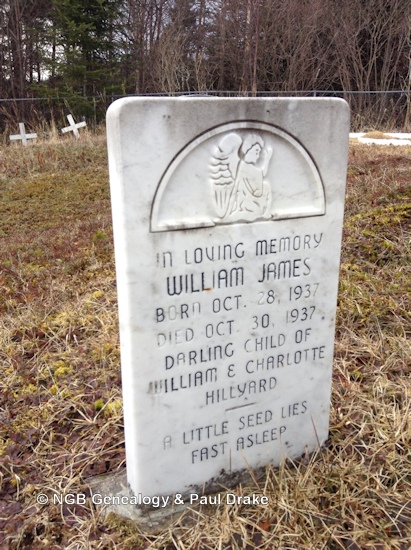 IN LOVING MEMORY
WILLIAM JAMES
BORN OCT. 28, 1937
DIED OCT. 30, 1937
DARLING CHILD OF
WILLIAM & CHARLOTTE
HILLYARD
A LITTLE SEED LIES
FAST ASLEEP
© NGB Genealogy & Paul Drake